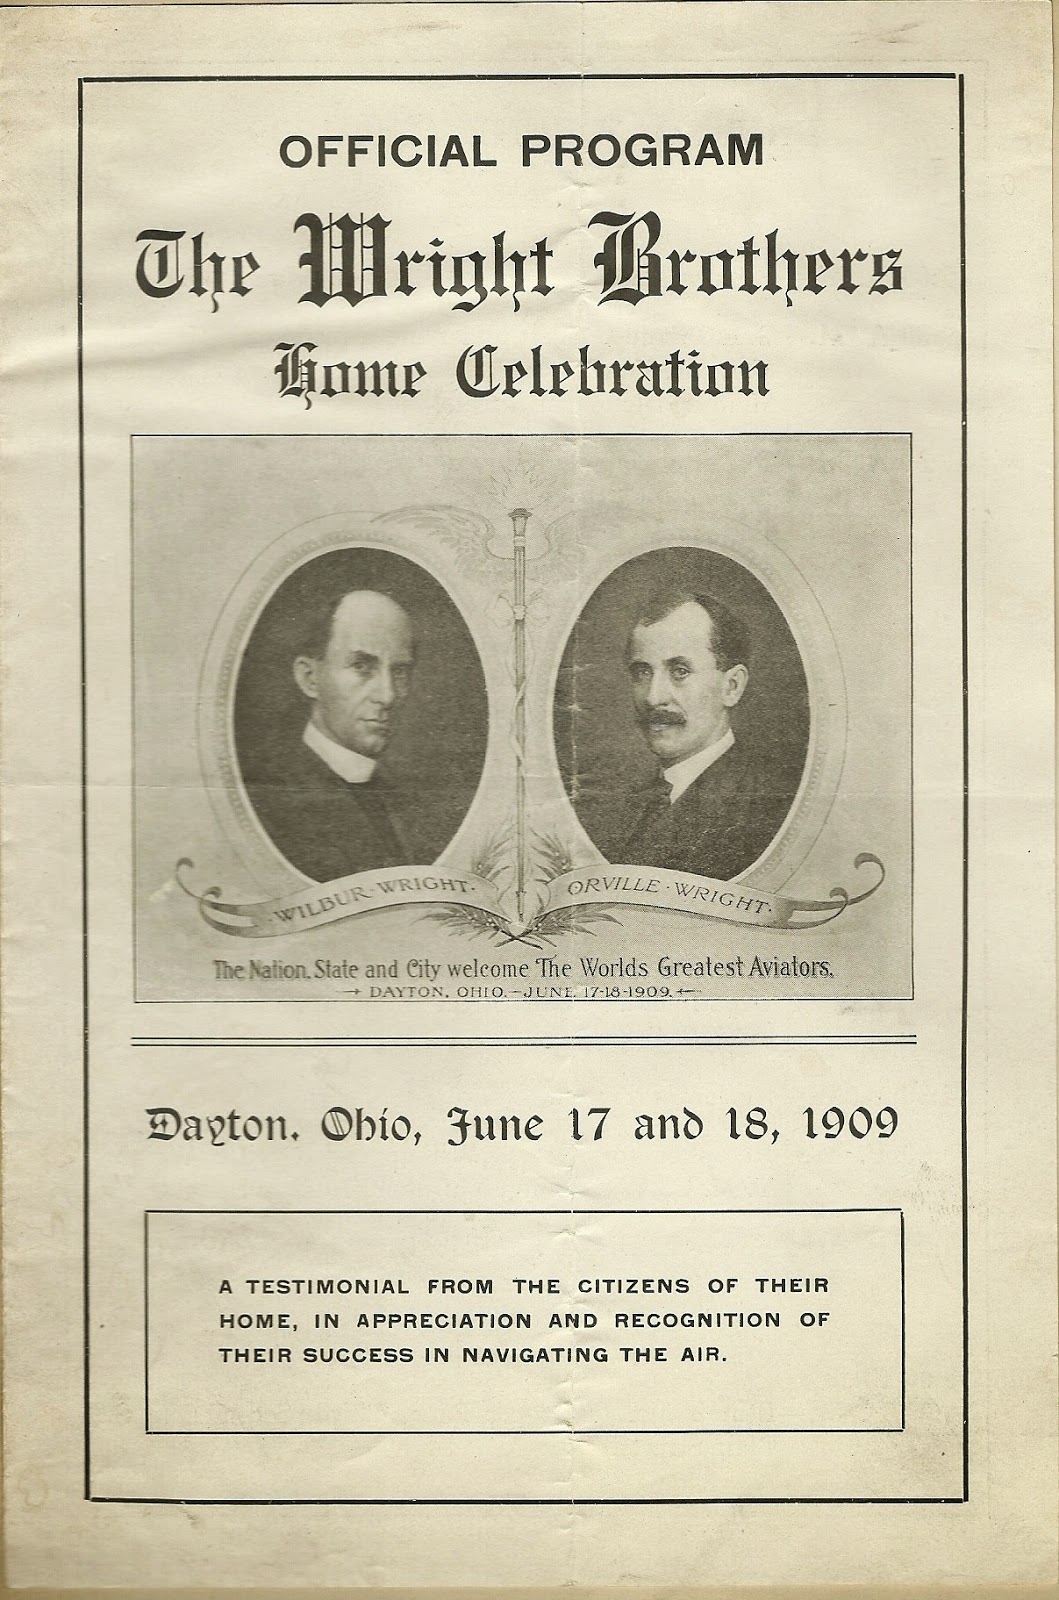 OFFICIAL PROGRAM
The Wright Brothers
Home Celebration
·WILBUR·WRIGHT·
ORVILLE·WRIGHT·
The Nation, State and City welcome The Worlds Greatest Aviators.
→ DAYTON, OHIO.—JUNE. 17-18-1909. ←
Dayton, Ohio, June 17 and 18, 1909
A TESTIMONIAL FROM THE CITIZENS OF THEIR
HOME, IN APPRECIATION AND RECOGNITION OF
THEIR SUCCESS IN NAVIGATING THE AIR.